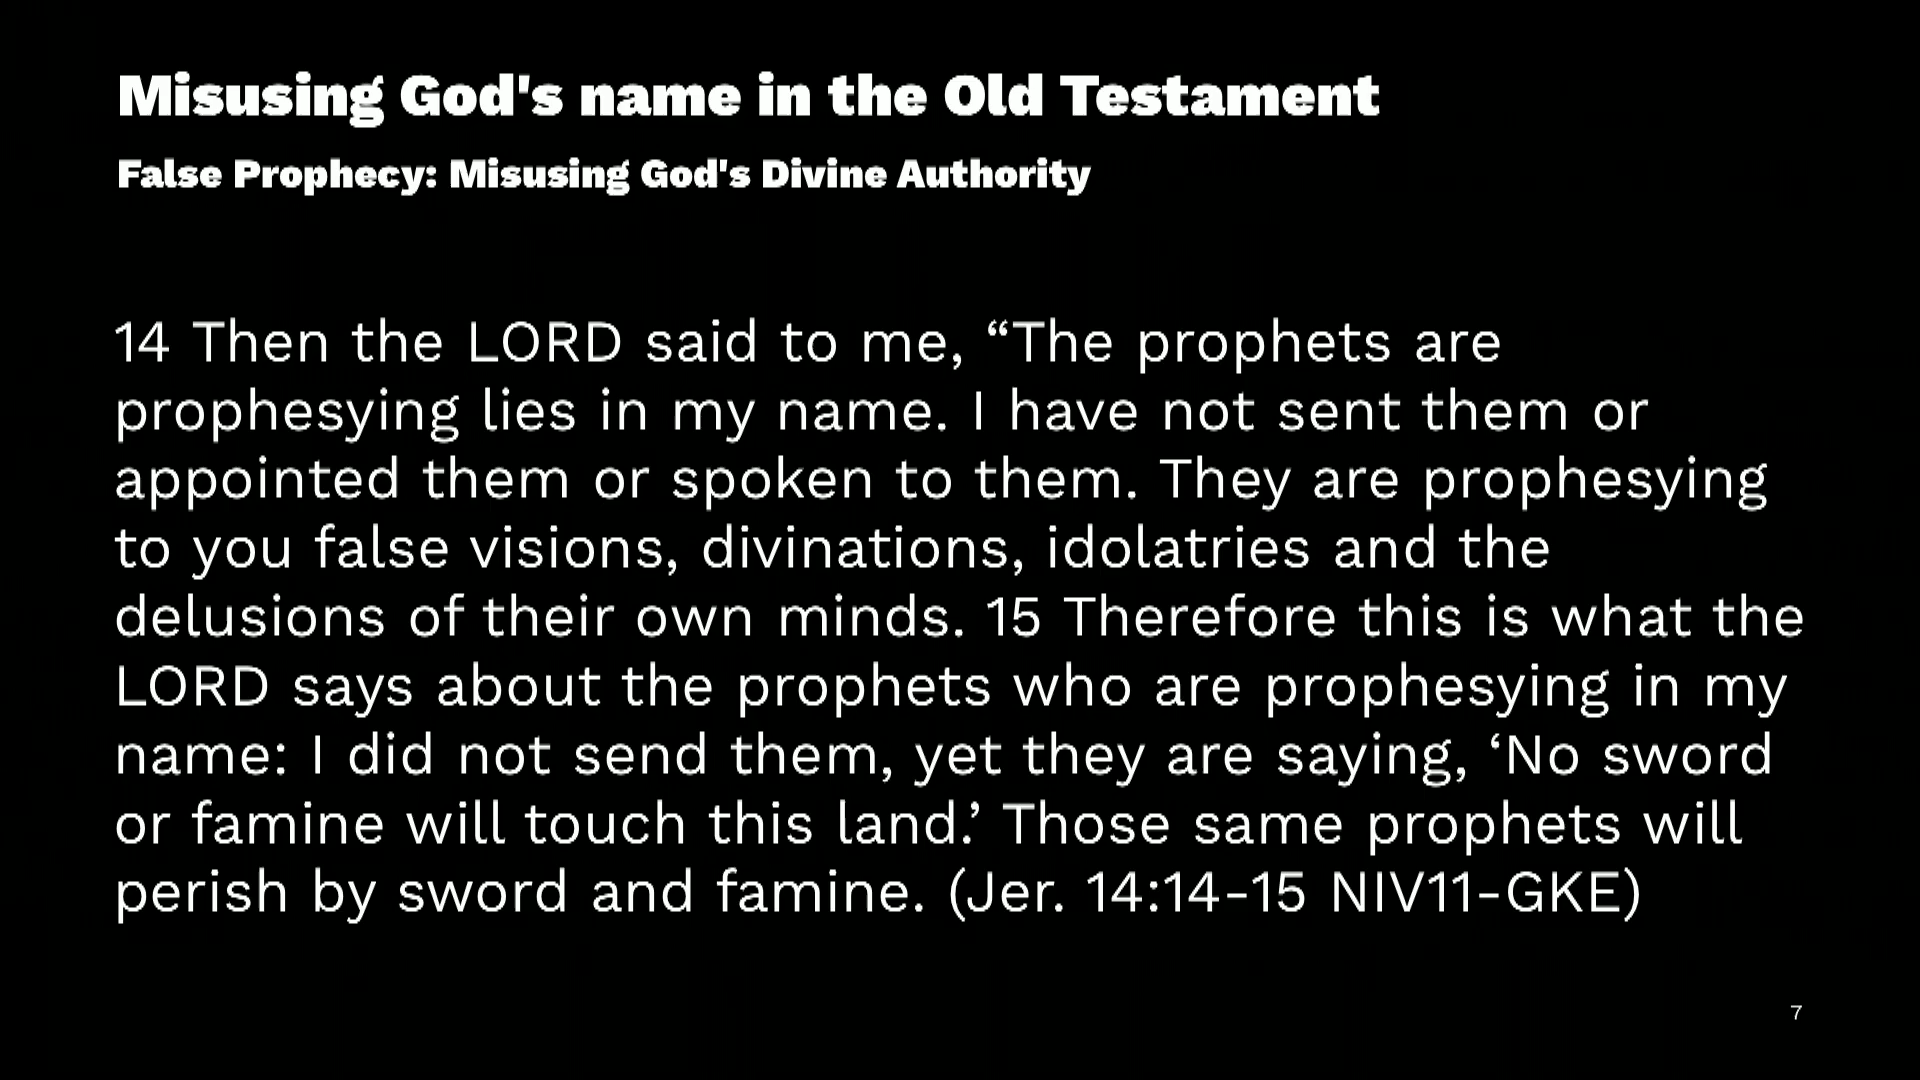 Misusing God's name in the Old Testament
False Prophecy: Misusing God's Divine Authority
14 Then the LORD said to me, “The prophets are
prophesying lies in my name. I have not sent them or
appointed them or spoken to them. They are prophesying
to you false visions, divinations, idolatries and the
delusions of their own minds. 15 Therefore this is what the
LORD says about the prophets who are prophesying in my
name: I did not send them, yet they are saying, ‘No sword
or famine will touch this land.’ Those same prophets will
perish by sword and famine. (Jer. 14:14-15 NIV11-GKE)
7